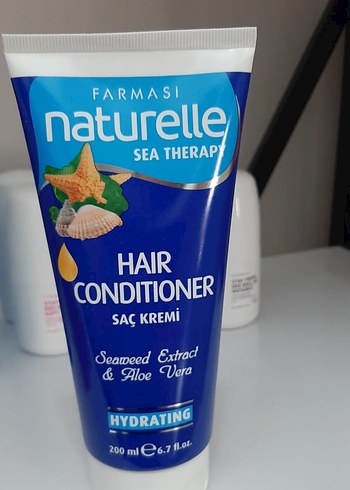 FARMASİ
naturelle
SEA THERAPY
HAIR
CONDITIONER
SAÇ KREMİ
Seaweed Extract
& Aloe Vera
HYDRATING
200 ml ℮ 6.7 fl.oz.